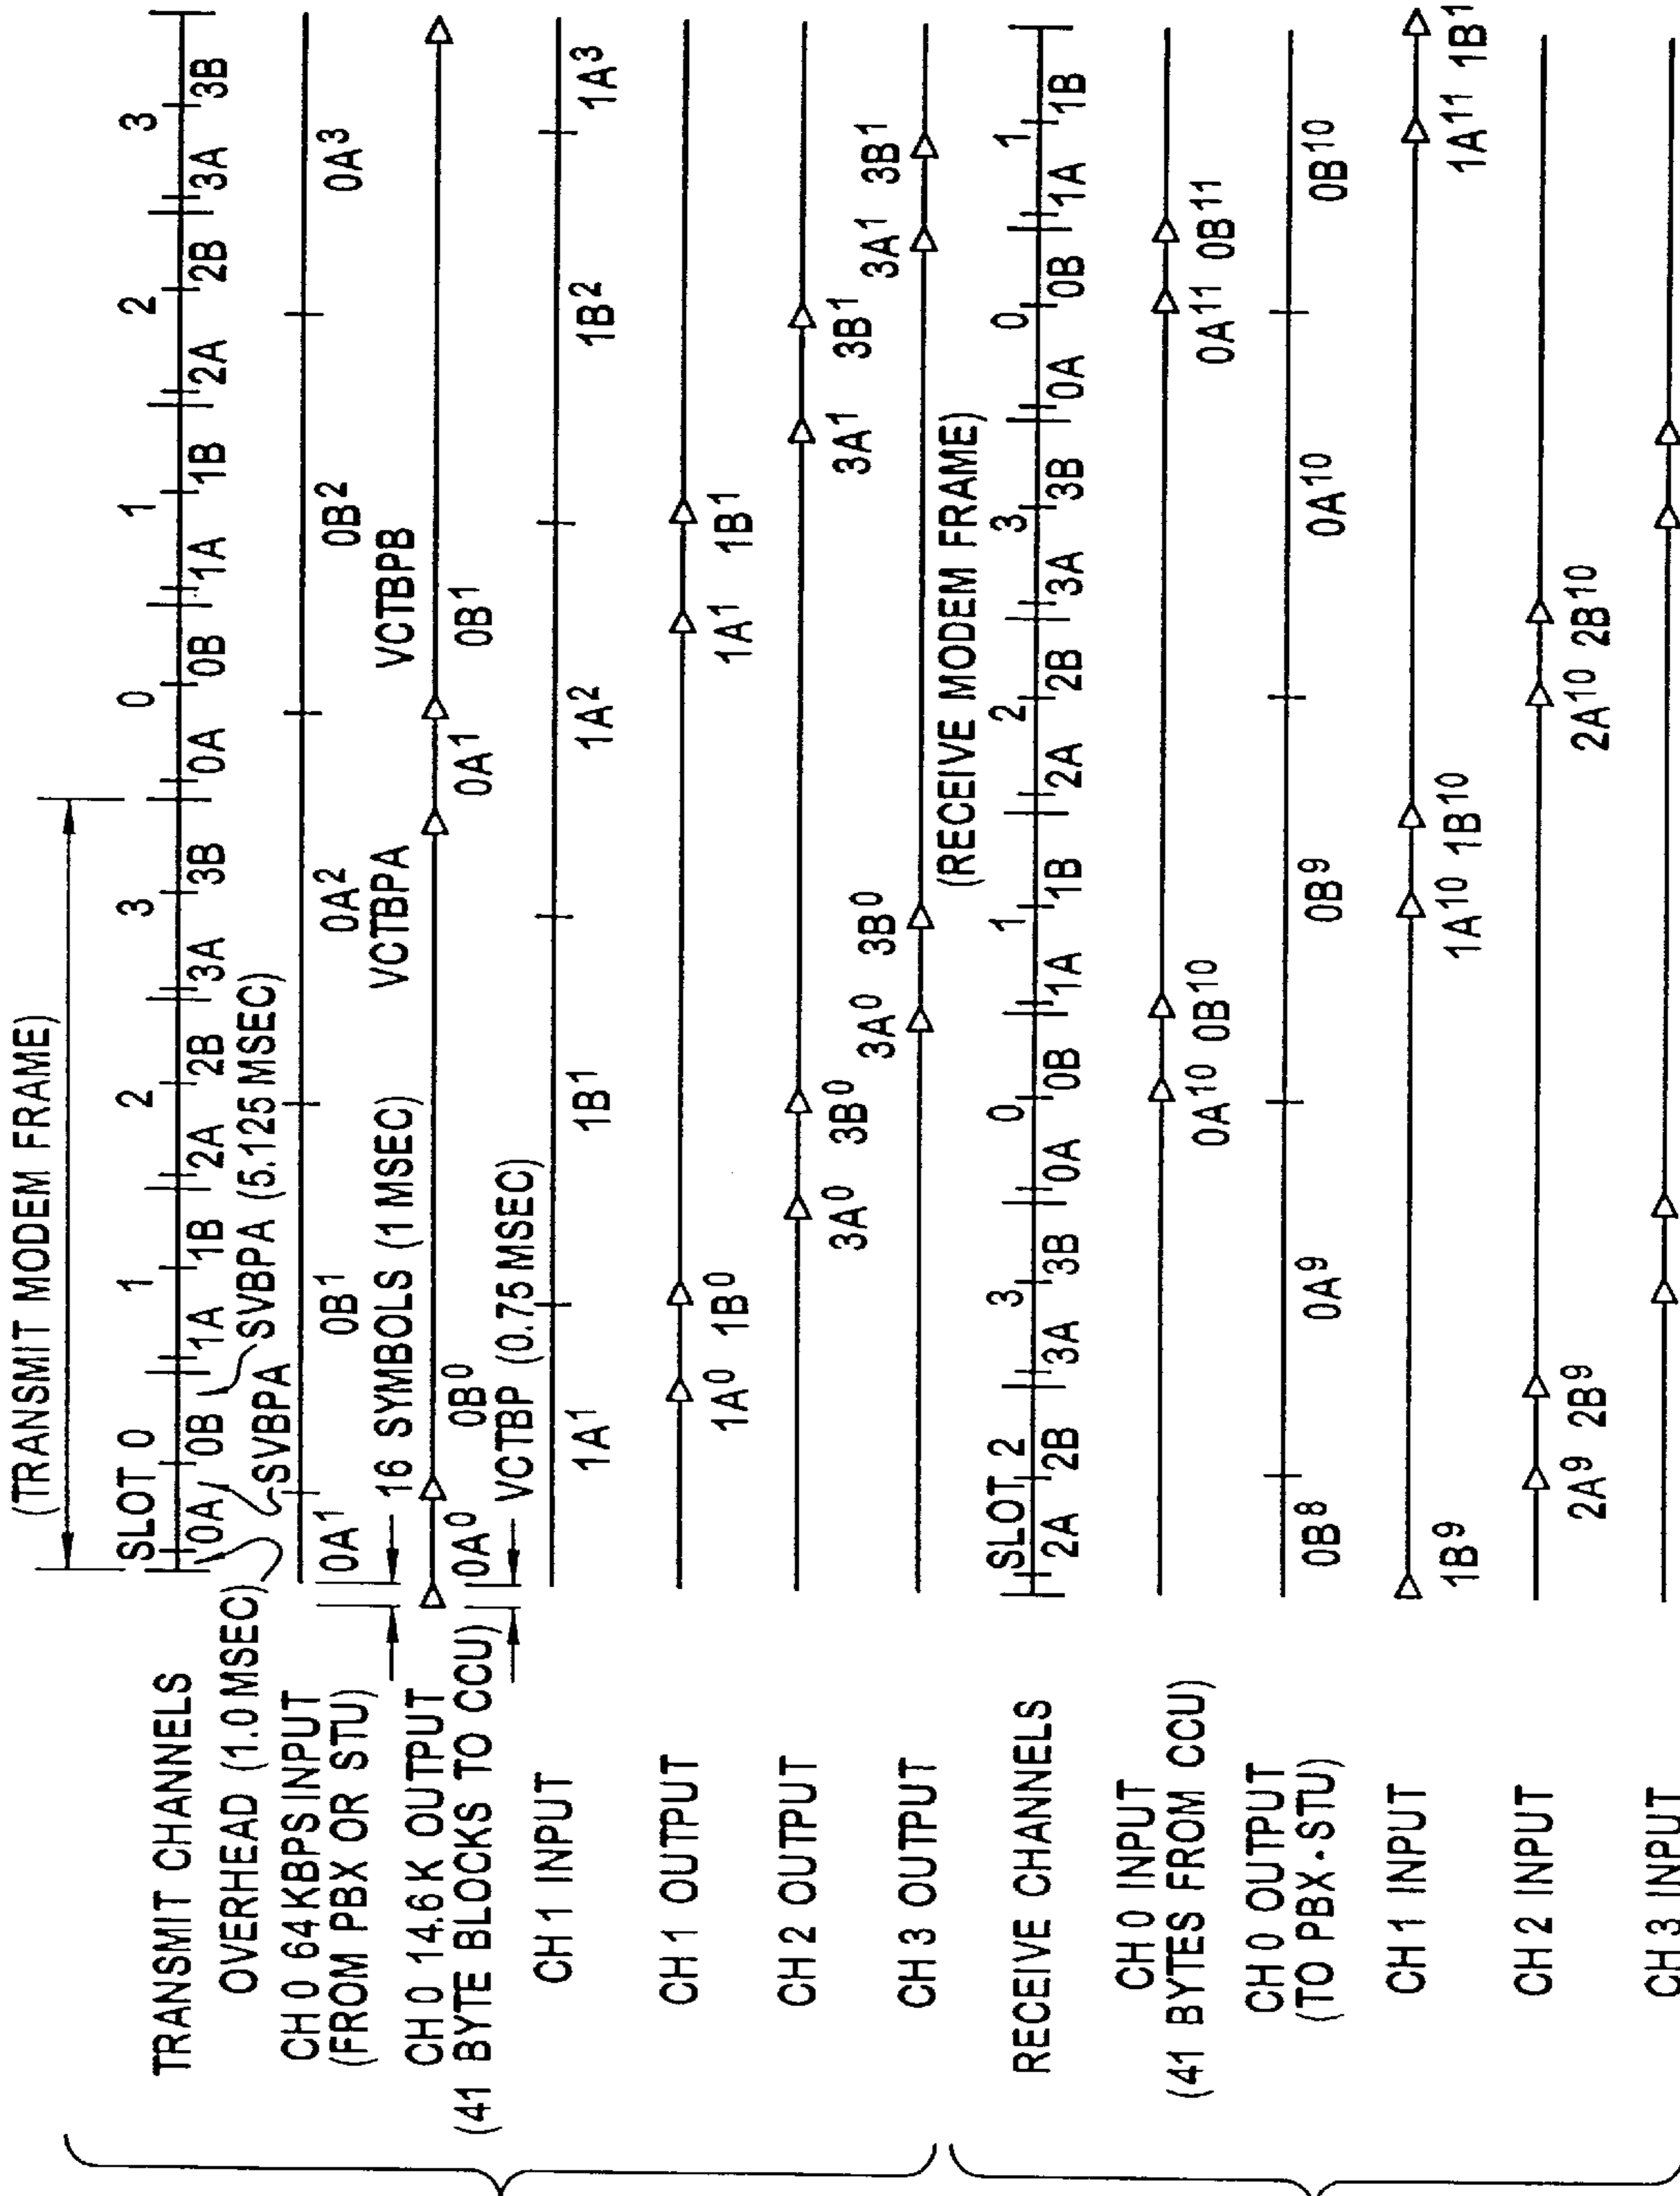 (TRANSMIT MODEM FRAME)
TRANSMIT CHANNELS
SLOT 0 1 2 3 0 1 2 3
0A 0B 1A 1B 2A 2B 3A 3B 0A 0B 1A 1B 2A 2B 3A 3B
OVERHEAD (1.0 MSEC)
SVBPA
SVBPA (5.125 MSEC)
CH 0 64 KBPS INPUT
(FROM PBX OR STU)
0A¹ 0B¹ 0A² 0B² 0A³
16 SYMBOLS (1 MSEC)
VCTBPA
VCTBPB
CH 0 14.6 K OUTPUT
(41 BYTE BLOCKS TO CCU)
0A⁰ 0B⁰ 0A¹ 0B¹
VCTBP (0.75 MSEC)
CH 1 INPUT
1A¹ 1B¹ 1A² 1B² 1A³
CH 1 OUTPUT
1A⁰ 1B⁰ 1A¹ 1B¹
CH 2 OUTPUT
3A⁰ 3B⁰ 3A¹ 3B¹
CH 3 OUTPUT
3A⁰ 3B⁰ 3A¹ 3B¹
(RECEIVE MODEM FRAME)
RECEIVE CHANNELS
SLOT 2 3 0 1 2 3 0 1
2A 2B 3A 3B 0A 0B 1A 1B 2A 2B 3A 3B 0A 0B 1A 1B
CH 0 INPUT
(41 BYTES FROM CCU)
0A¹⁰ 0B¹⁰ 0A¹¹ 0B¹¹
CH 0 OUTPUT
(TO PBX-STU)
0B⁸ 0A⁹ 0B⁹ 0A¹⁰ 0B¹⁰
CH 1 INPUT
1B⁹ 1A¹⁰ 1B¹⁰ 1A¹¹ 1B¹
CH 2 INPUT
2A⁹ 2B⁹ 2A¹⁰ 2B¹⁰
CH 3 INPUT